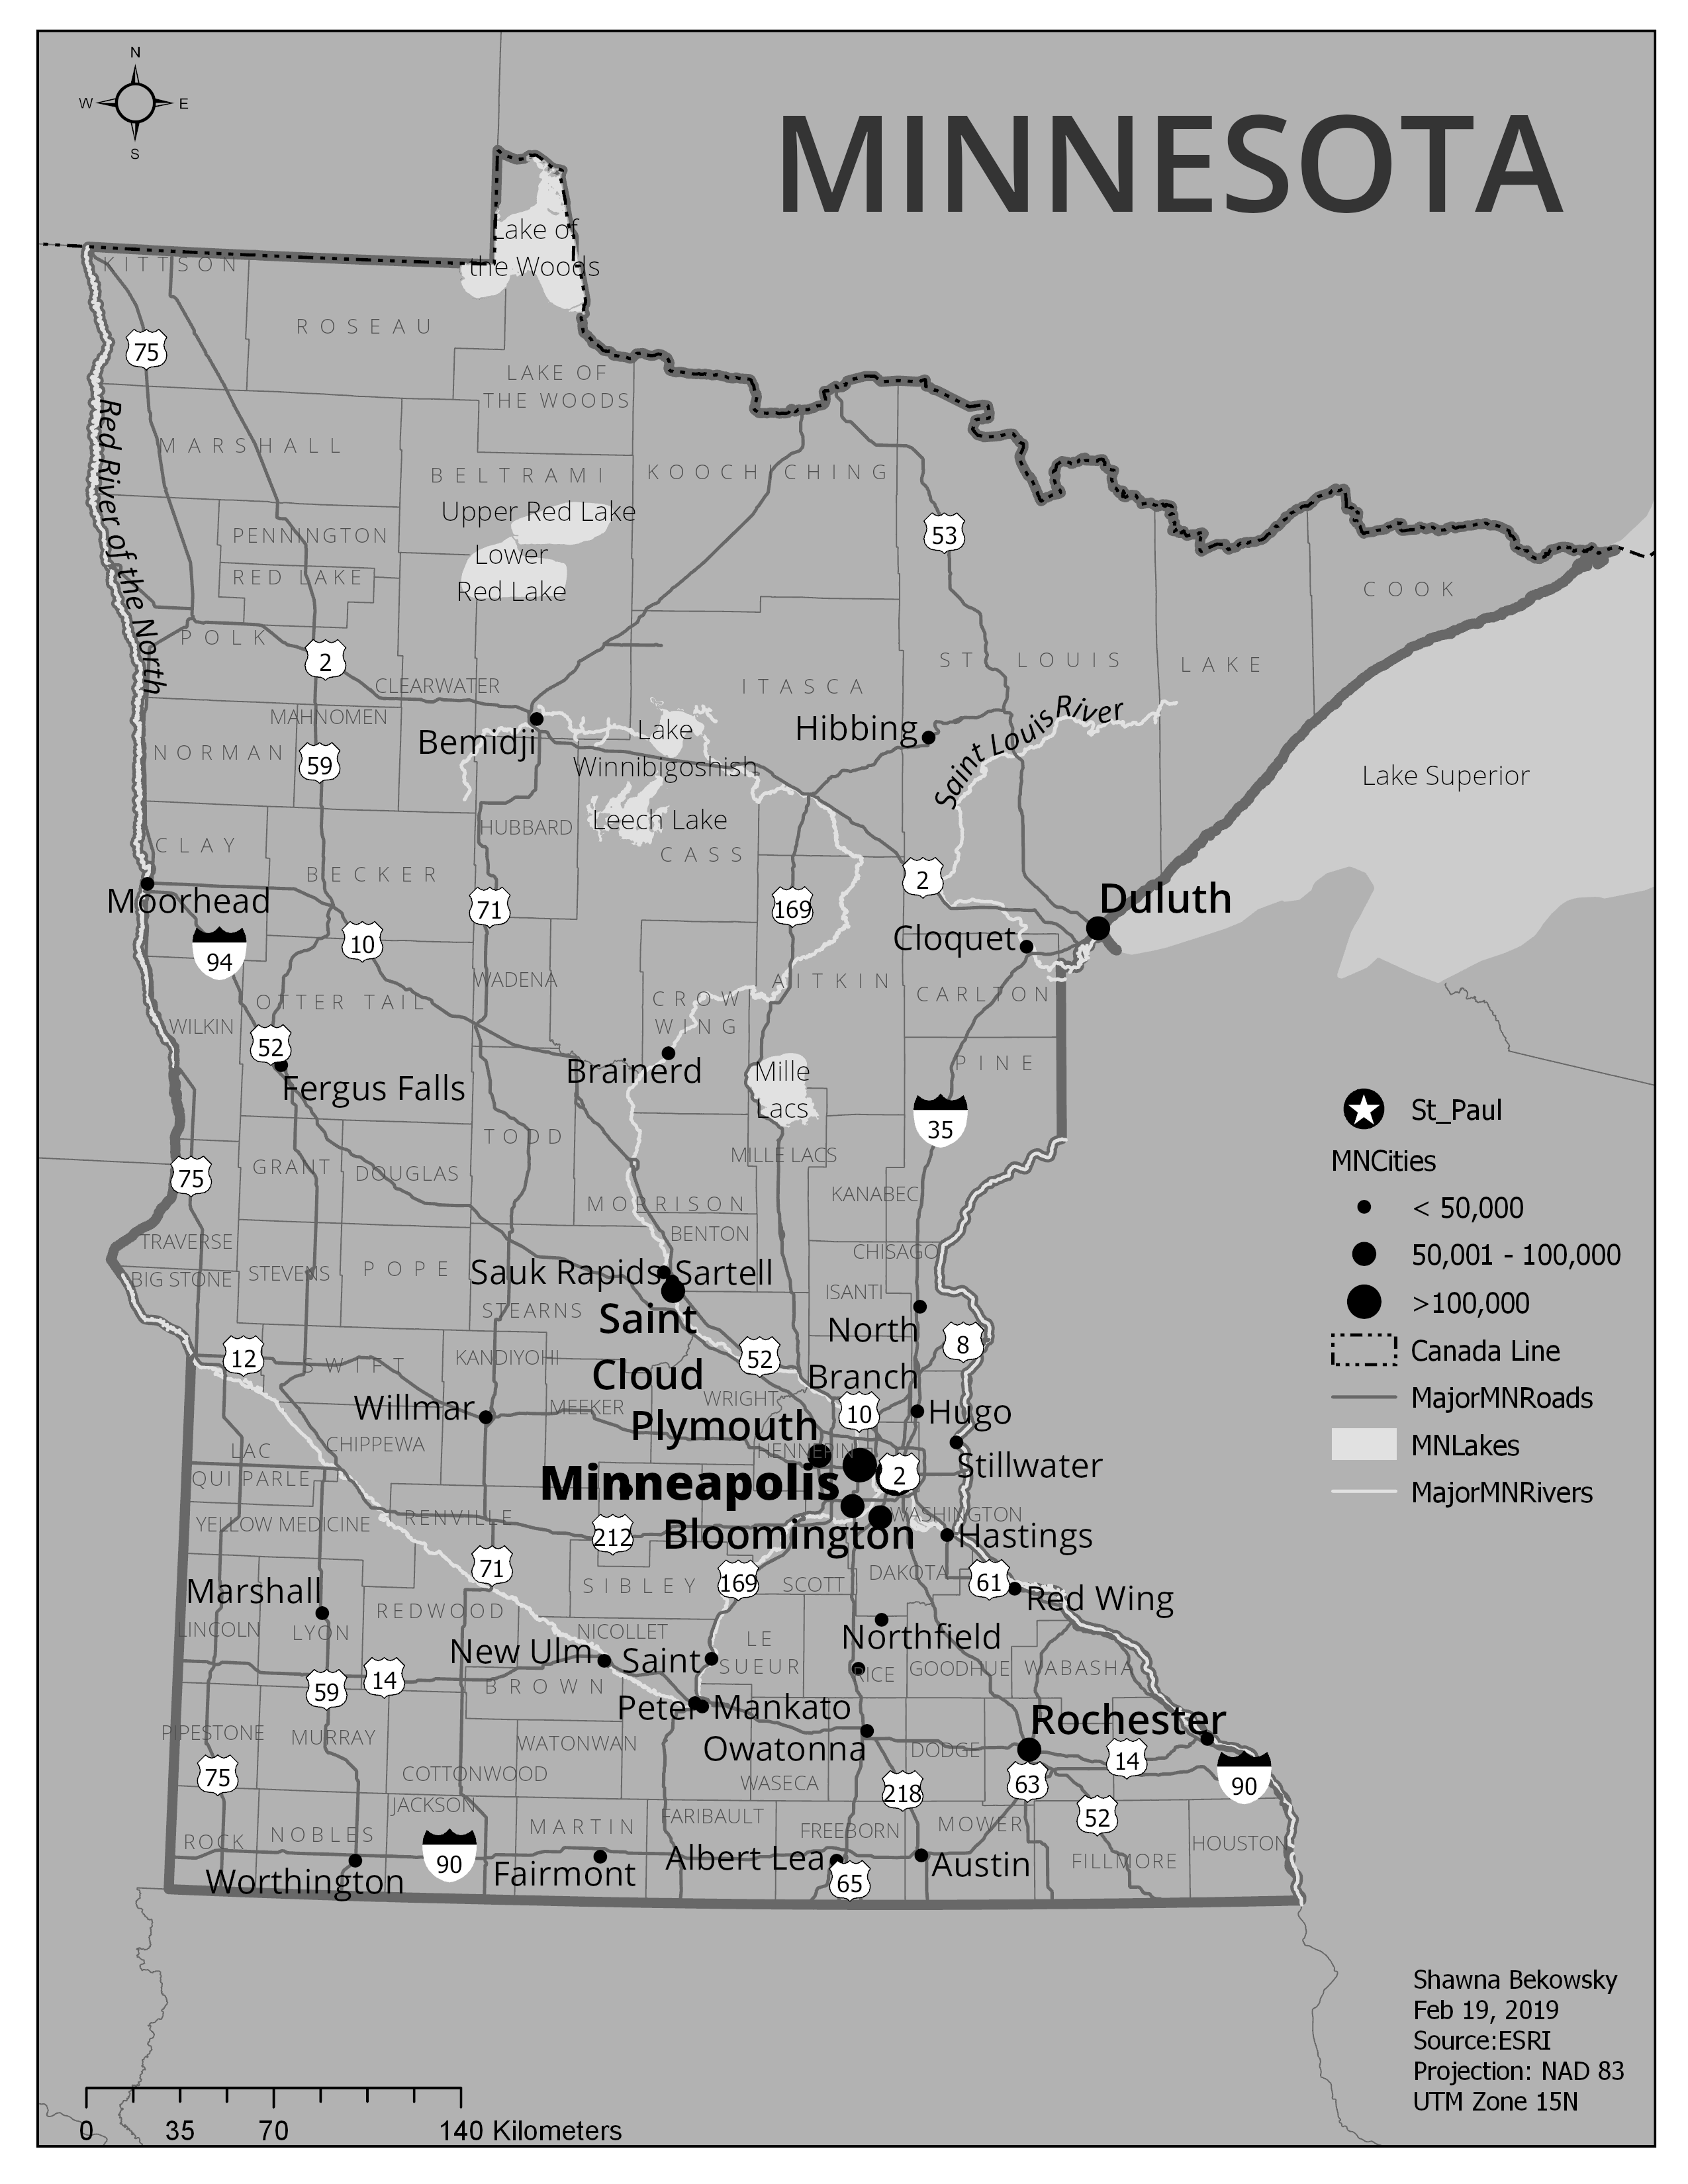 N
W E
S
MINNESOTA
Lake of
the Woods
KITTSON
ROSEAU
75
LAKE OF
THE WOODS
Red River of the North
MARSHALL
BELTRAMI
KOOCHICHING
Upper Red Lake
53
PENNINGTON
Lower
RED LAKE
Red Lake
COOK
POLK
2
ST LOUIS
LAKE
CLEARWATER
ITASCA
MAHNOMEN
Saint Louis River
Bemidji
Lake
Hibbing
NORMAN
59
Winnibigoshish
Lake Superior
Leech Lake
HUBBARD
CLAY
CASS
BECKER
2
Moorhead
71
169
Duluth
94
10
Cloquet
WADENA
AITKIN
OTTER TAIL
CROW
WING
CARLTON
WILKIN
52
PINE
Brainerd
Mille
Lacs
Fergus Falls
35
TODD
MILLE LACS
75
GRANT
DOUGLAS
KANABEC
MORRISON
BENTON
TRAVERSE
CHISAGO
BIG STONE
STEVENS
POPE
Sauk Rapids
Sartell
ISANTI
STEARNS
Saint
Cloud
North
Branch
8
12
SWIFT
KANDIYOHI
52
WRIGHT
Willmar
MEEKER
10
Hugo
Plymouth
LAC
QUI PARLE
CHIPPEWA
HENNEPIN
Stillwater
2
Minneapolis
YELLOW MEDICINE
RENVILLE
WASHINGTON
212
Bloomington
Hastings
71
169
DAKOTA
61
SIBLEY
SCOTT
Marshall
Red Wing
REDWOOD
LINCOLN
LYON
NICOLLET
LE
SUEUR
Northfield
New Ulm
Saint
Peter
RICE
GOODHUE
WABASHA
59
14
BROWN
Mankato
Rochester
PIPESTONE
MURRAY
WATONWAN
Owatonna
DODGE
14
75
COTTONWOOD
WASECA
218
63
90
JACKSON
FARIBAULT
52
ROCK
NOBLES
MARTIN
FREEBORN
MOWER
HOUSTON
90
Albert Lea
Austin
FILLMORE
Worthington
Fairmont
65
St_Paul
MNCities
< 50,000
50,001 - 100,000
>100,000
Canada Line
MajorMNRoads
MNLakes
MajorMNRivers
Shawna Bekowsky
Feb 19, 2019
Source:ESRI
Projection: NAD 83
UTM Zone 15N
0 35 70 140 Kilometers